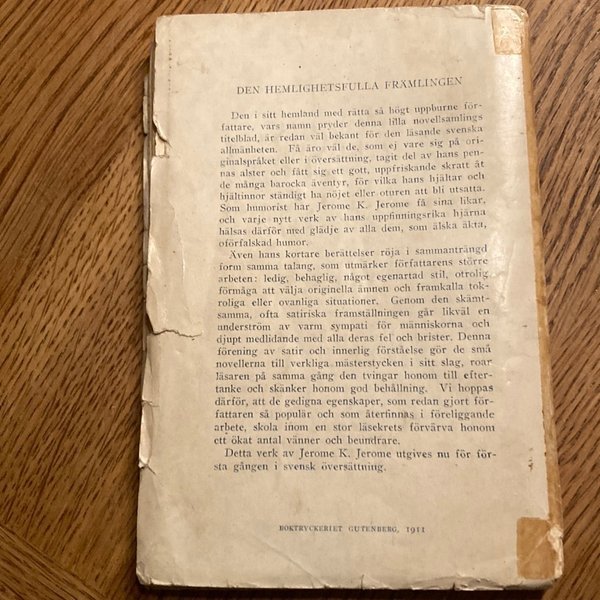 DEN HEMLIGHETSFULLA FRÄMLINGEN
Den i sitt hemland med rätta så högt uppburne för-
fattare, vars namn pryder denna lilla novellsamlings
titelblad, är redan väl bekant för den läsande svenska
allmänheten. Få äro väl de, som ej vare sig på ori-
ginalspråket eller i översättning, tagit del av hans pen-
nas alster och fått sig ett gott, uppfriskande skratt åt
de många barocka äventyr, för vilka hans hjältar och
hjältinnor ständigt ha nöjet eller oturen att bli utsatta.
Som humorist har Jerome K. Jerome få sina likar,
och varje nytt verk av hans uppfinningsrika hjärna
hälsas därför med glädje av alla dem, som älska äkta,
oförfalskad humor.
Även hans kortare berättelser röja i sammanträngd
form samma talang, som utmärker författarens större
arbeten: ledig, behaglig, något egenartad stil, otrolig
förmåga att välja originella ämnen och framkalla tok-
roliga eller ovanliga situationer. Genom den skämt-
samma, ofta satiriska framställningen går likväl en
underström av varm sympati för människorna och
djupt medlidande med alla deras fel och brister. Denna
förening av satir och innerlig förståelse gör de små
novellerna till verkliga mästerstycken i sitt slag, roar
läsaren på samma gång den tvingar honom till efter-
tanke och skänker honom god behållning. Vi hoppas
därför, att de gedigna egenskaper, som redan gjort för-
fattaren så populär och som återfinnas i föreliggande
arbete, skola inom en stor läsekrets förvärva honom
ett ökat antal vänner och beundrare.
Detta verk av Jerome K. Jerome utgives nu för för-
sta gången i svensk översättning.
BOKTRYCKERIET GUTENBERG, 1911